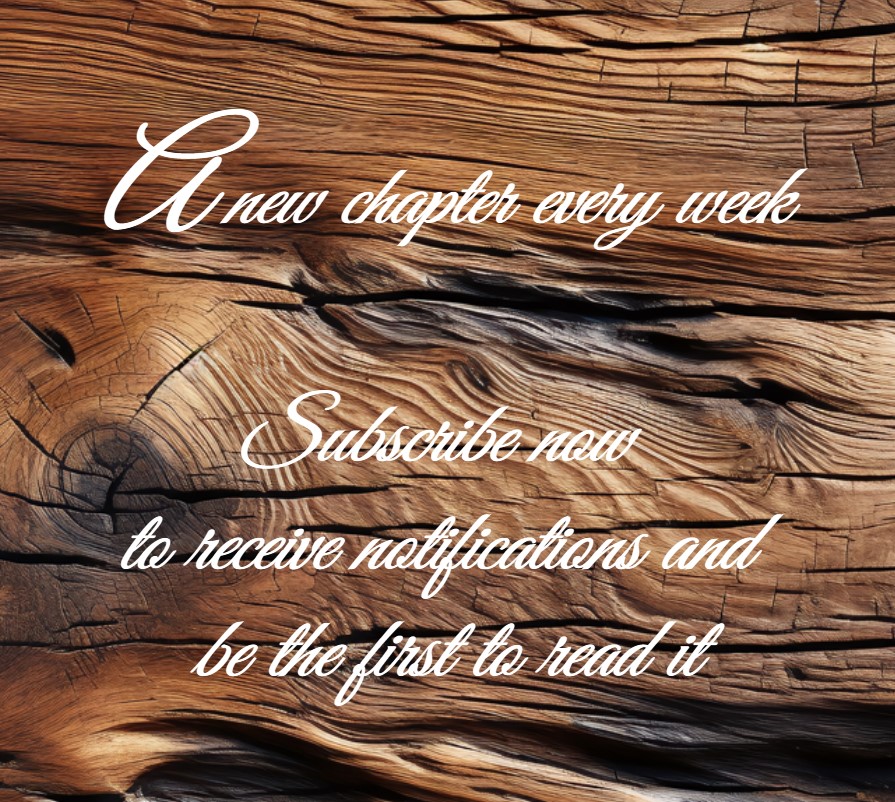 A new chapter every week
Subscribe now
to receive notifications and
be the first to read it